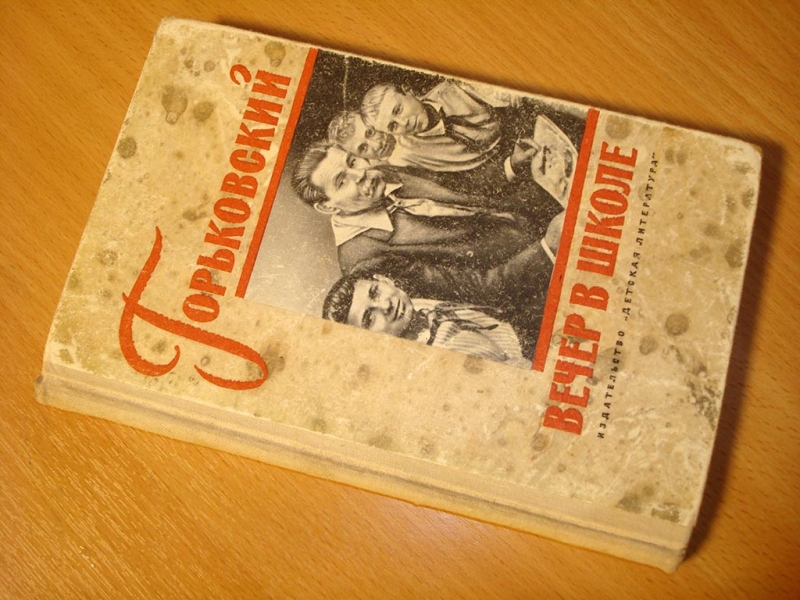 Горьковский
ВЕЧЕР В ШКОЛЕ
ИЗДАТЕЛЬСТВО "ДЕТСКАЯ ЛИТЕРАТУРА"